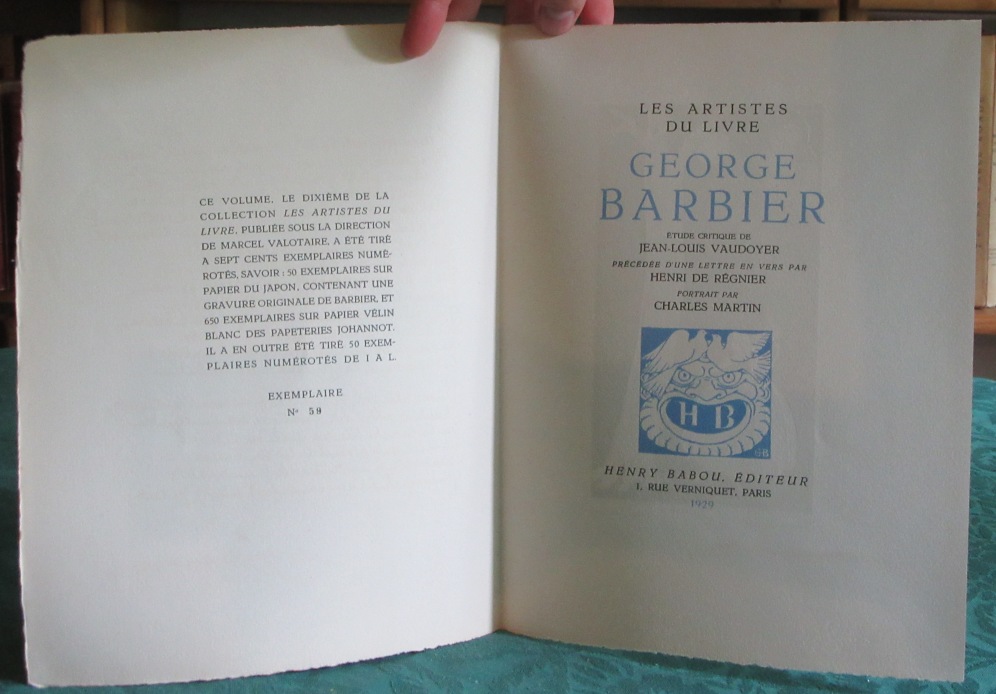 CE VOLUME, LE DIXIÈME DE LA
COLLECTION LES ARTISTES DU
LIVRE, PUBLIÉE SOUS LA DIRECTION
DE MARCEL VALOTAIRE, A ÉTÉ TIRÉ
A SEPT CENTS EXEMPLAIRES NUMÉ-
ROTÉS, SAVOIR : 50 EXEMPLAIRES SUR
PAPIER DU JAPON, CONTENANT UNE
GRAVURE ORIGINALE DE BARBIER, ET
650 EXEMPLAIRES SUR PAPIER VÉLIN
BLANC DES PAPETERIES JOHANNOT.
IL A EN OUTRE ÉTÉ TIRÉ 50 EXEM-
PLAIRES NUMÉROTÉS DE I A L.
EXEMPLAIRE
No 59
LES ARTISTES
DU LIVRE
GEORGE
BARBIER
ÉTUDE CRITIQUE DE
JEAN-LOUIS VAUDOYER
PRÉCÉDÉE D'UNE LETTRE EN VERS PAR
HENRI DE RÉGNIER
PORTRAIT PAR
CHARLES MARTIN
HB
GB
HENRY BABOU, ÉDITEUR
1, RUE VERNIQUET, PARIS
1929